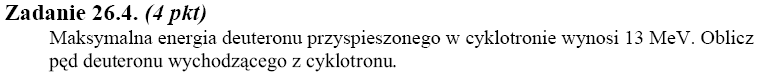 Zadanie 26.4. (4 pkt)
Maksymalna energia deuteronu przyspieszonego w cyklotronie wynosi 13 MeV. Oblicz
pęd deuteronu wychodzącego z cyklotronu.